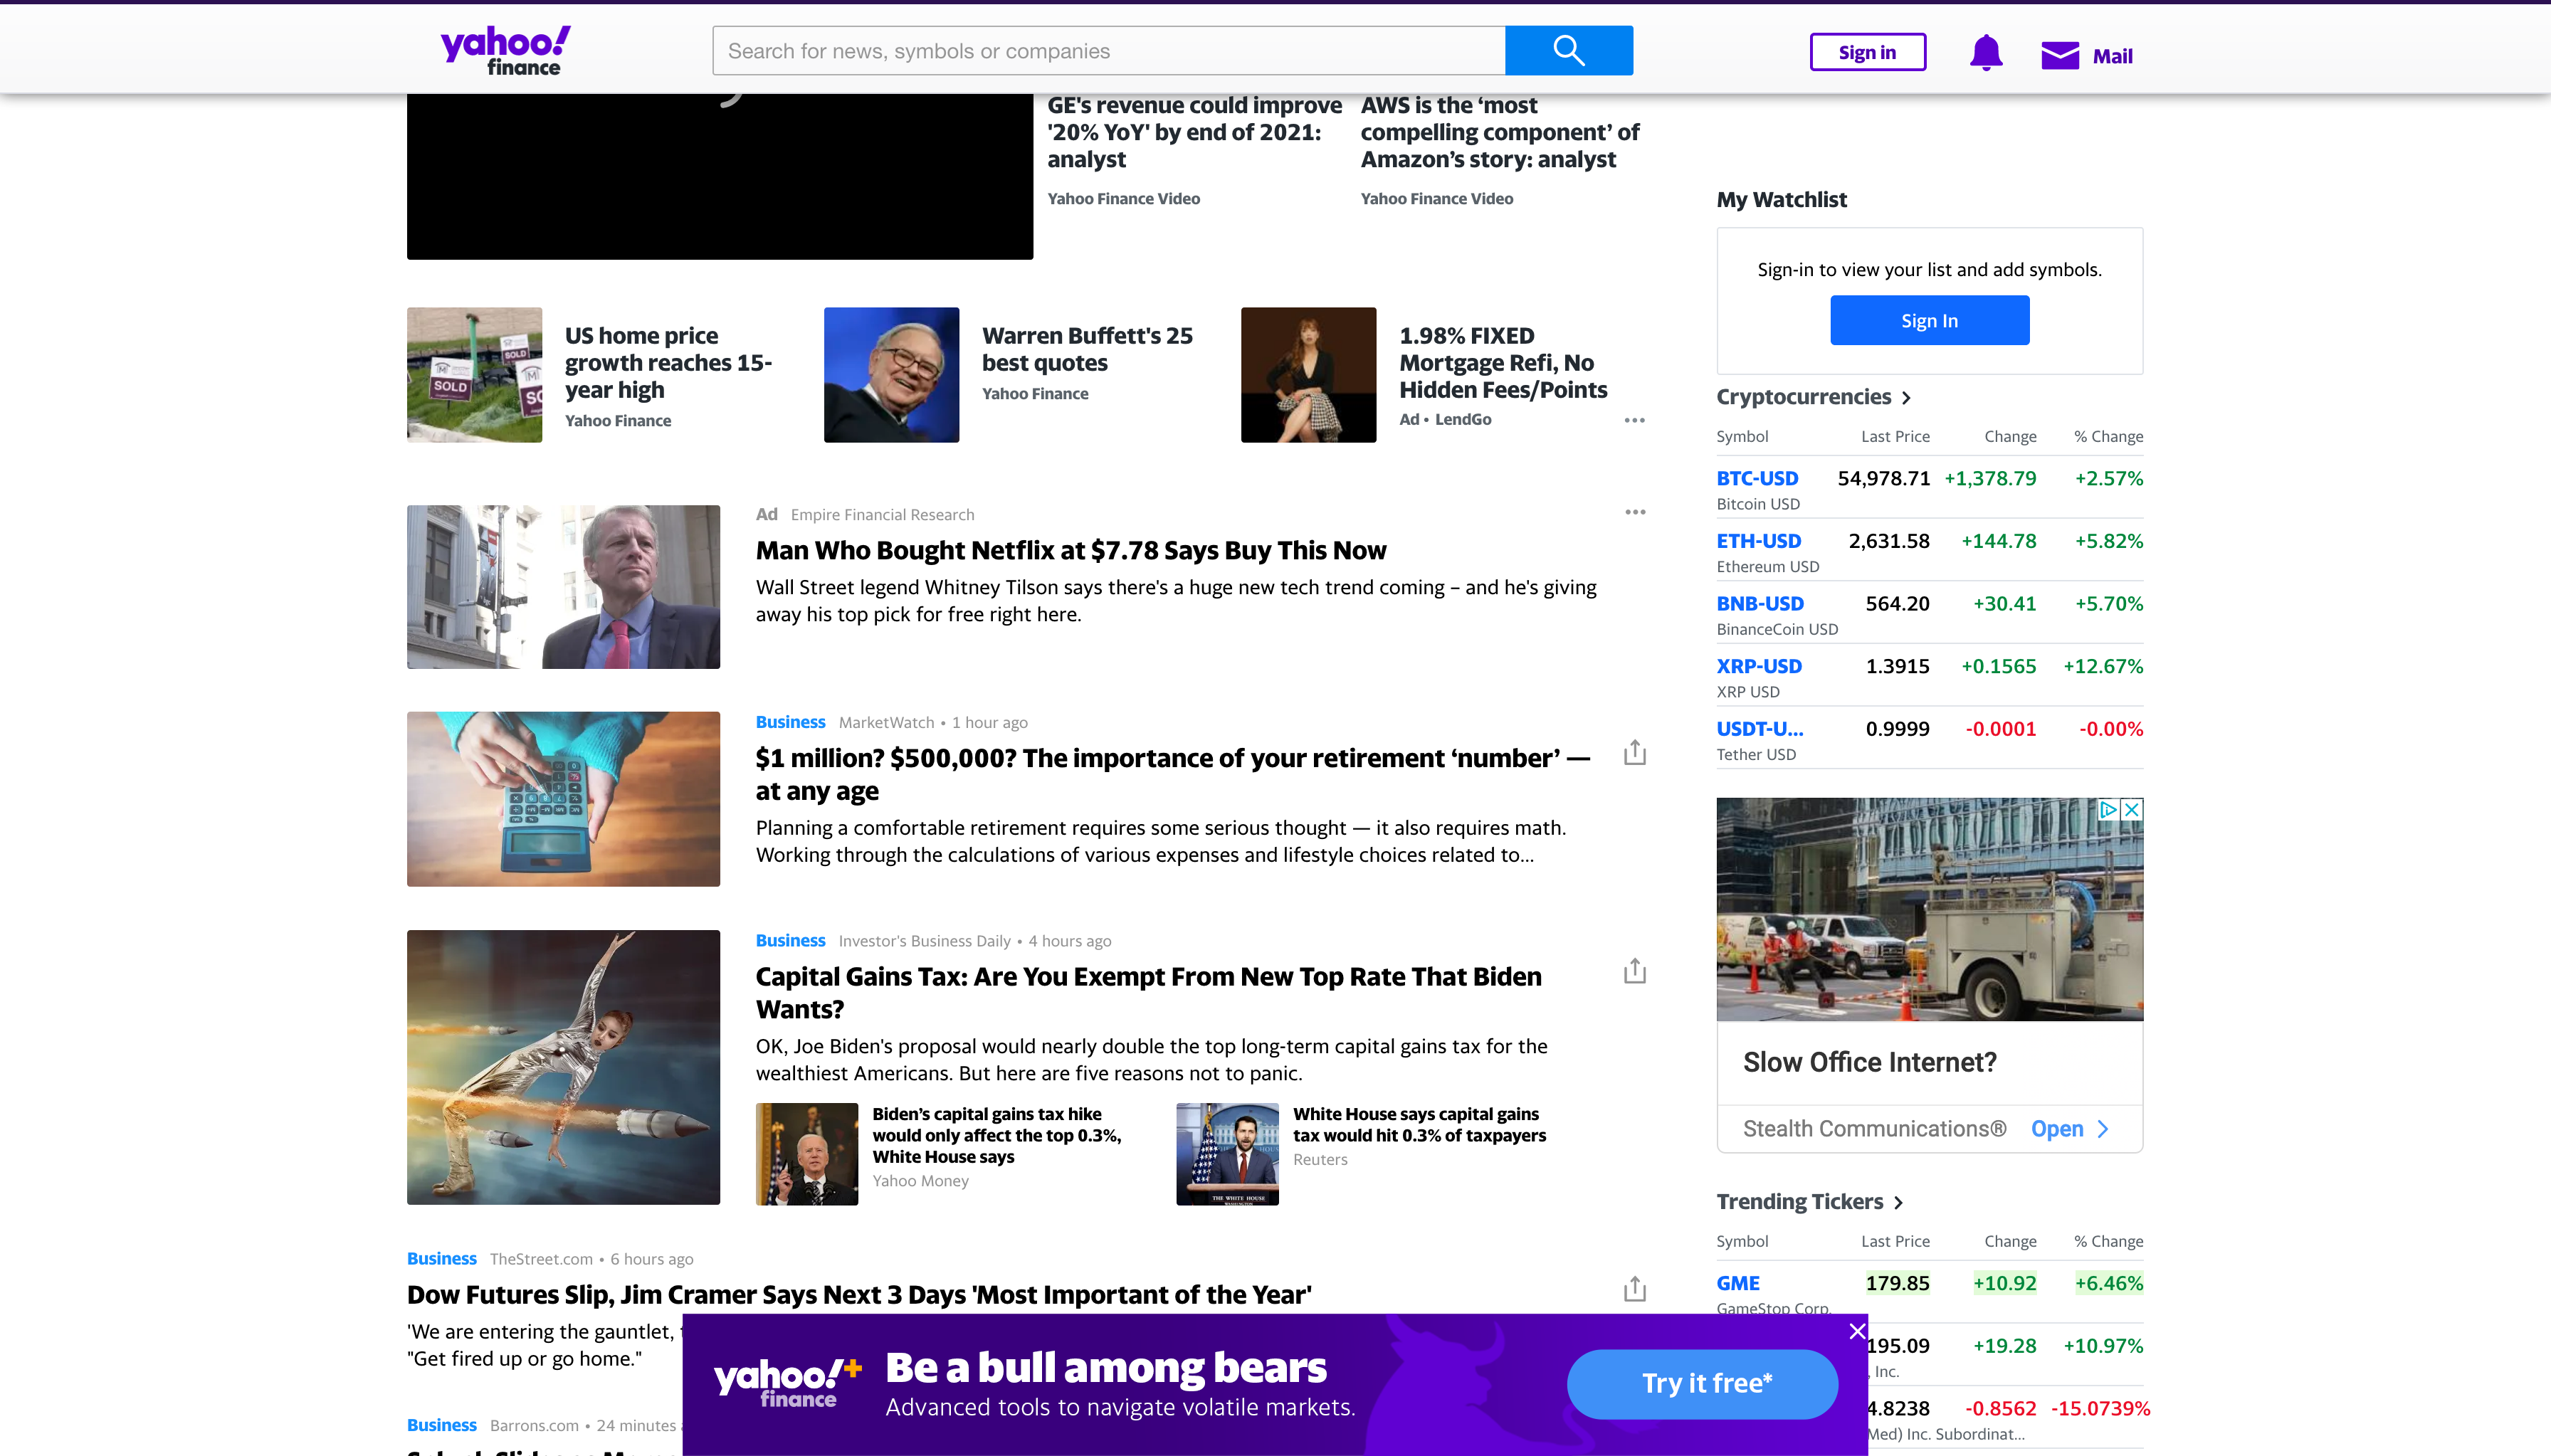 yahoo!
finance
Search for news, symbols or companies
Sign in
Mail
GE's revenue could improve
'20% YoY' by end of 2021:
analyst
Yahoo Finance Video
AWS is the ‘most
compelling component’ of
Amazon’s story: analyst
Yahoo Finance Video
US home price
growth reaches 15-
year high
Yahoo Finance
SOLD
SOLD
Warren Buffett's 25
best quotes
Yahoo Finance
1.98% FIXED
Mortgage Refi, No
Hidden Fees/Points
Ad • LendGo
Ad Empire Financial Research
Man Who Bought Netflix at $7.78 Says Buy This Now
Wall Street legend Whitney Tilson says there's a huge new tech trend coming – and he's giving
away his top pick for free right here.
Business MarketWatch • 1 hour ago
$1 million? $500,000? The importance of your retirement ‘number’ —
at any age
Planning a comfortable retirement requires some serious thought — it also requires math.
Working through the calculations of various expenses and lifestyle choices related to...
Business Investor's Business Daily • 4 hours ago
Capital Gains Tax: Are You Exempt From New Top Rate That Biden
Wants?
OK, Joe Biden's proposal would nearly double the top long-term capital gains tax for the
wealthiest Americans. But here are five reasons not to panic.
Biden’s capital gains tax hike
would only affect the top 0.3%,
White House says
Yahoo Money
THE WHITE HOUSE
White House says capital gains
tax would hit 0.3% of taxpayers
Reuters
Business TheStreet.com • 6 hours ago
Dow Futures Slip, Jim Cramer Says Next 3 Days 'Most Important of the Year'
'We are entering the gauntlet,
"Get fired up or go home."
Business Barrons.com • 24 minutes
My Watchlist
Sign-in to view your list and add symbols.
Sign In
Cryptocurrencies
Symbol Last Price Change % Change
BTC-USD 54,978.71 +1,378.79 +2.57%
Bitcoin USD
ETH-USD 2,631.58 +144.78 +5.82%
Ethereum USD
BNB-USD 564.20 +30.41 +5.70%
BinanceCoin USD
XRP-USD 1.3915 +0.1565 +12.67%
XRP USD
USDT-U... 0.9999 -0.0001 -0.00%
Tether USD
Slow Office Internet?
Stealth Communications® Open
Trending Tickers
Symbol Last Price Change % Change
GME 179.85 +10.92 +6.46%
GameStop Corp.
195.09 +19.28 +10.97%
, Inc.
4.8238 -0.8562 -15.0739%
Med) Inc. Subordinat...
yahoo!+
finance
Be a bull among bears
Advanced tools to navigate volatile markets.
Try it free*